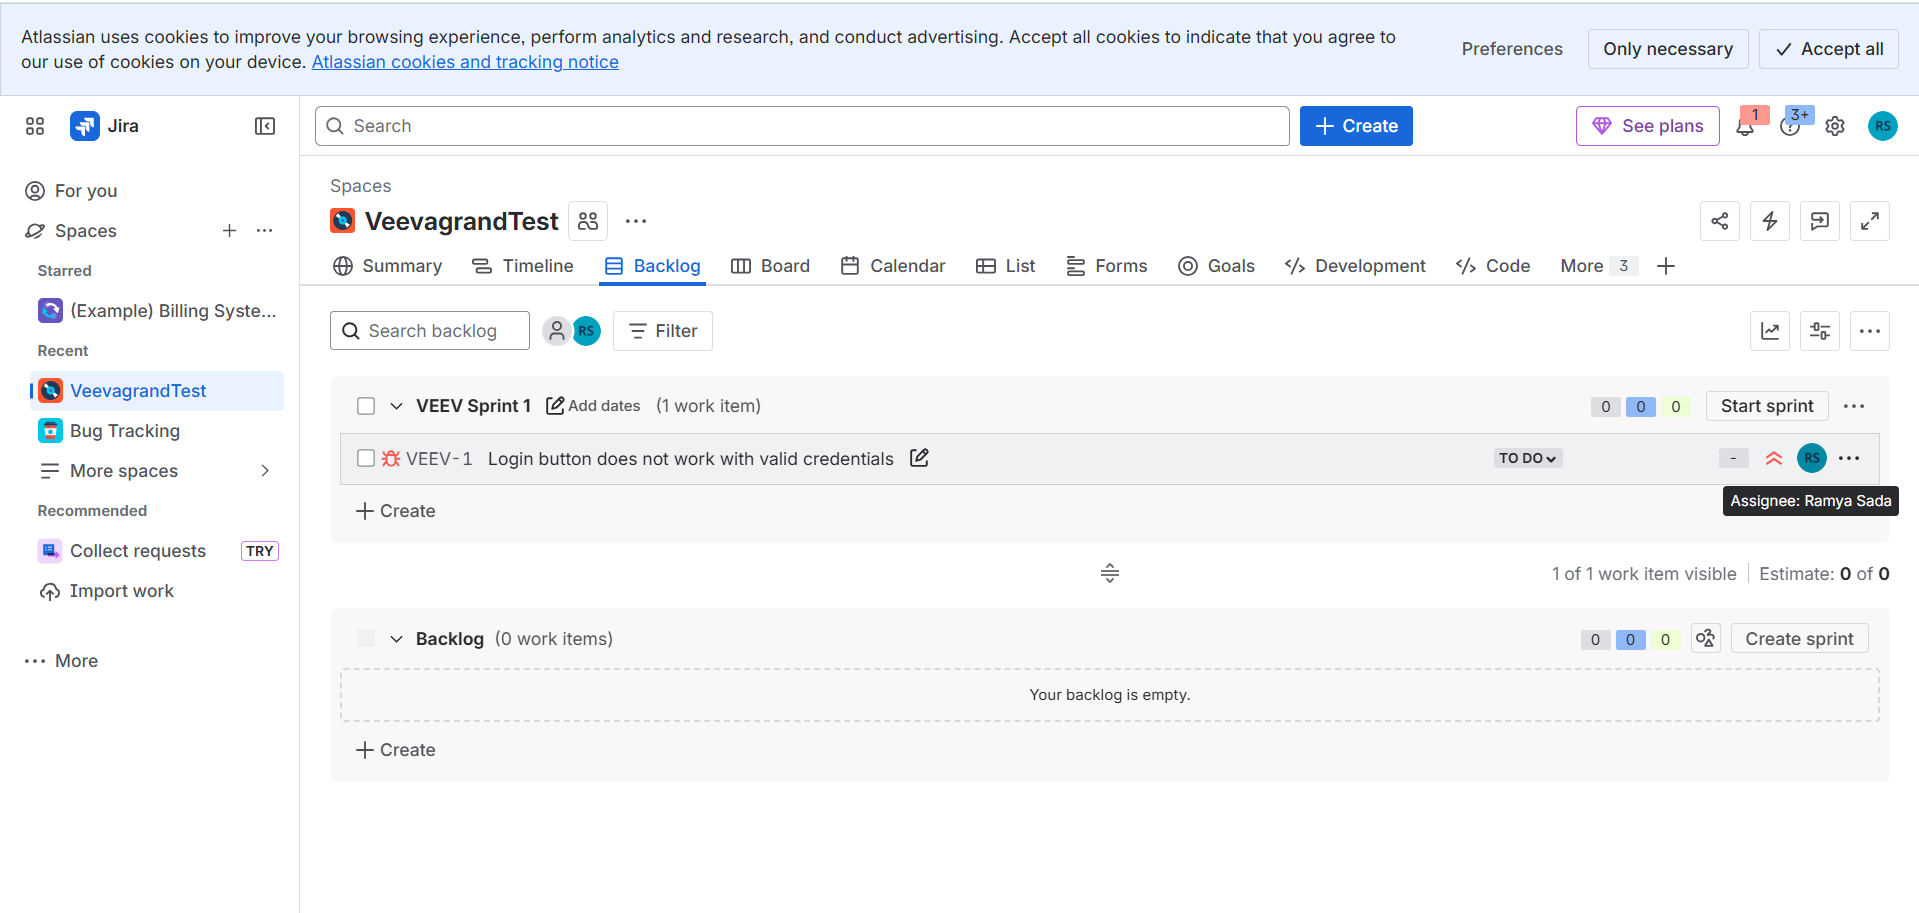 Atlassian uses cookies to improve your browsing experience, perform analytics and research, and conduct advertising. Accept all cookies to indicate that you agree to
our use of cookies on your device. Atlassian cookies and tracking notice
Preferences
Only necessary
Accept all
Jira
Search
Create
See plans
1
3+
RS
For you
Spaces
Starred
(Example) Billing Syste...
Recent
VeevagrandTest
Bug Tracking
More spaces
Recommended
Collect requests
TRY
Import work
More
Spaces
VeevagrandTest
Summary
Timeline
Backlog
Board
Calendar
List
Forms
Goals
Development
Code
More 3
Search backlog
RS
Filter
VEEV Sprint 1
Add dates
(1 work item)
0 0 0
Start sprint
VEEV-1
Login button does not work with valid credentials
TO DO
-
RS
Assignee: Ramya Sada
Create
1 of 1 work item visible
Estimate: 0 of 0
Backlog
(0 work items)
0 0 0
Create sprint
Your backlog is empty.
Create